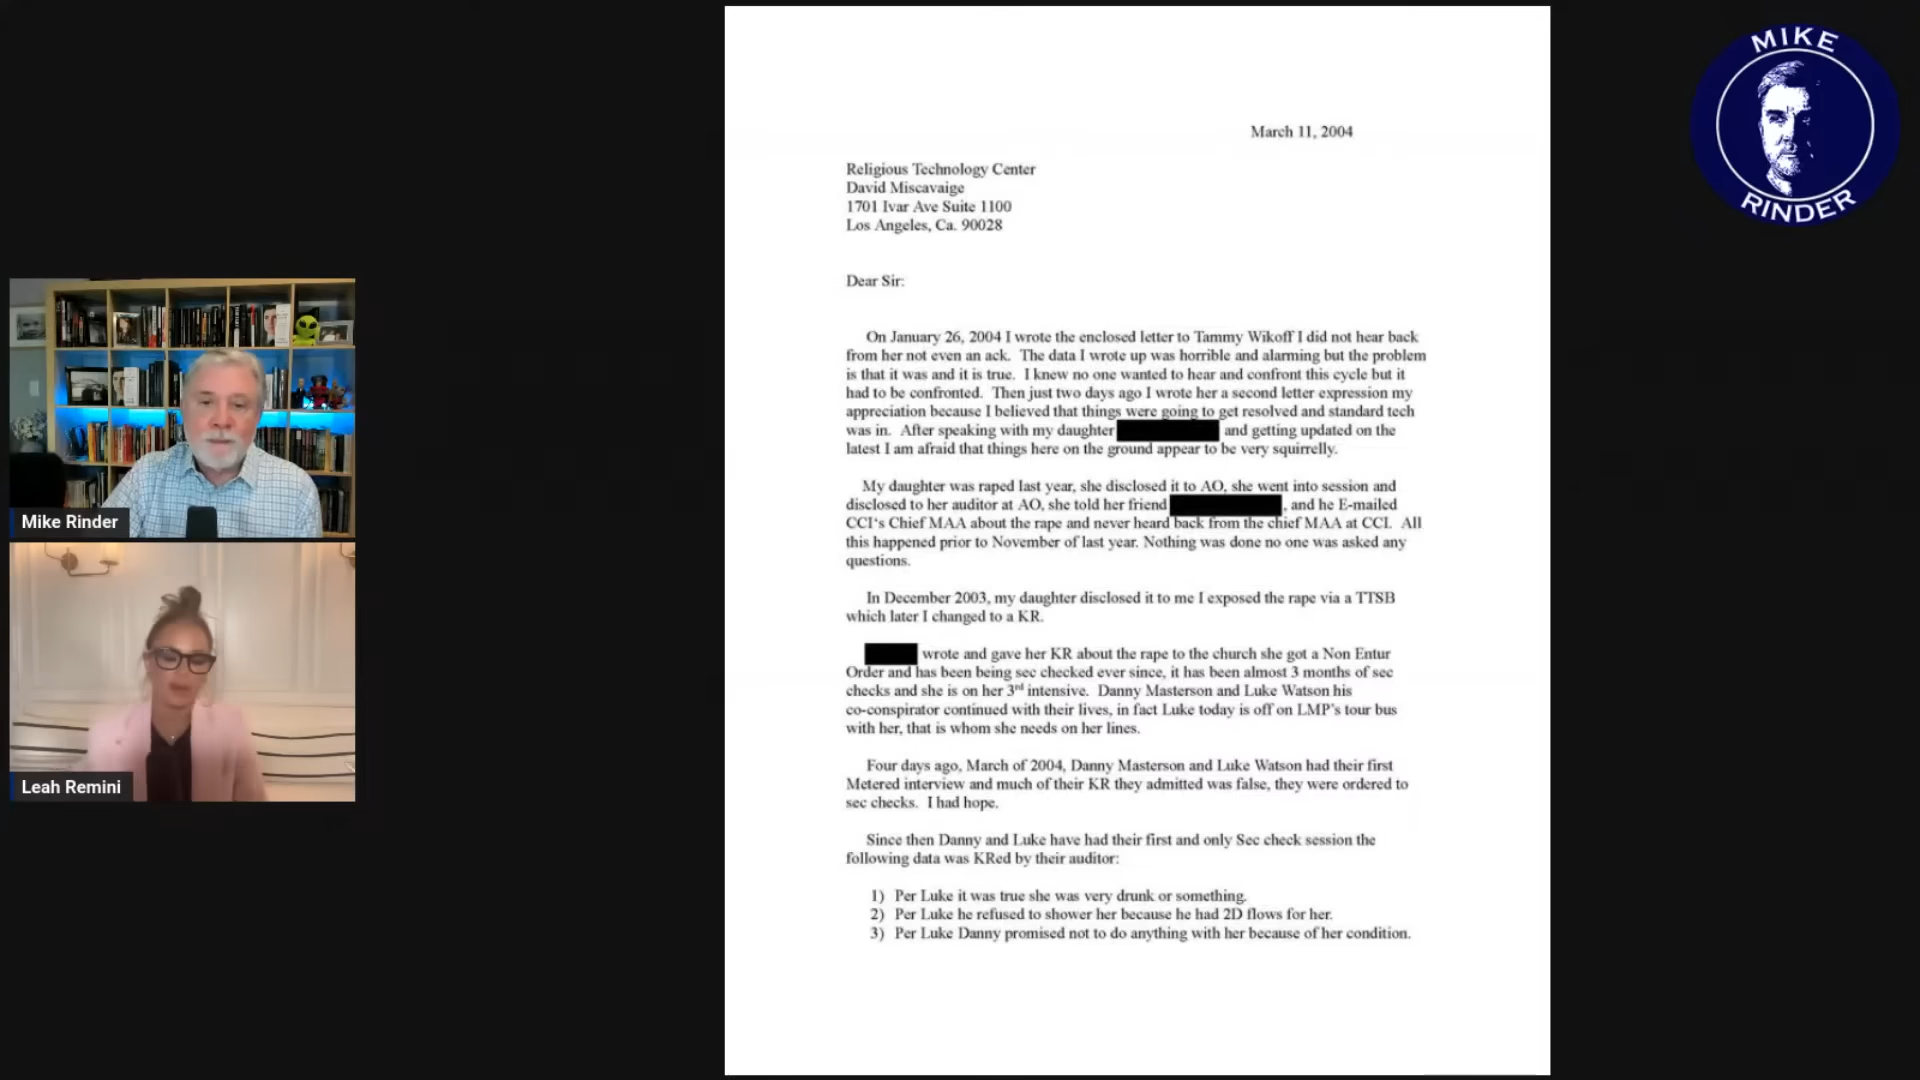 MIKE
RINDER
March 11, 2004
Religious Technology Center
David Miscavaige
1701 Ivar Ave Suite 1100
Los Angeles, Ca. 90028
Dear Sir:
On January 26, 2004 I wrote the enclosed letter to Tammy Wikoff I did not hear back
from her not even an ack. The data I wrote up was horrible and alarming but the problem
is that it was and it is true. I knew no one wanted to hear and confront this cycle but it
had to be confronted. Then just two days ago I wrote her a second letter expression my
appreciation because I believed that things were going to get resolved and standard tech
was in. After speaking with my daughter and getting updated on the
latest I am afraid that things here on the ground appear to be very squirrelly.
My daughter was raped last year, she disclosed it to AO, she went into session and
disclosed to her auditor at AO, she told her friend , and he E-mailed
CCI's Chief MAA about the rape and never heard back from the chief MAA at CCI. All
this happened prior to November of last year. Nothing was done no one was asked any
questions.
In December 2003, my daughter disclosed it to me I exposed the rape via a TTSB
which later I changed to a KR.
wrote and gave her KR about the rape to the church she got a Non Entur
Order and has been being sec checked ever since, it has been almost 3 months of sec
checks and she is on her 3rd intensive. Danny Masterson and Luke Watson his
co-conspirator continued with their lives, in fact Luke today is off on LMP's tour bus
with her, that is whom she needs on her lines.
Four days ago, March of 2004, Danny Masterson and Luke Watson had their first
Metered interview and much of their KR they admitted was false, they were ordered to
sec checks. I had hope.
Since then Danny and Luke have had their first and only Sec check session the
following data was KRed by their auditor:
1) Per Luke it was true she was very drunk or something.
2) Per Luke he refused to shower her because he had 2D flows for her.
3) Per Luke Danny promised not to do anything with her because of her condition.
Mike Rinder
Leah Remini